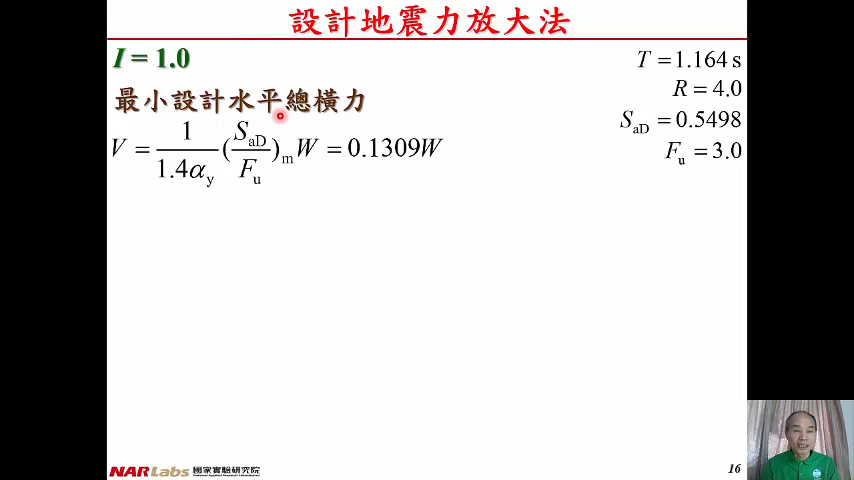 設計地震力放大法
I = 1.0
最小設計水平總橫力
V = 1/(1.4αy) (SaD/Fu)m W = 0.1309W
T = 1.164 s
R = 4.0
SaD = 0.5498
Fu = 3.0
NARLabs 國家實驗研究院
16